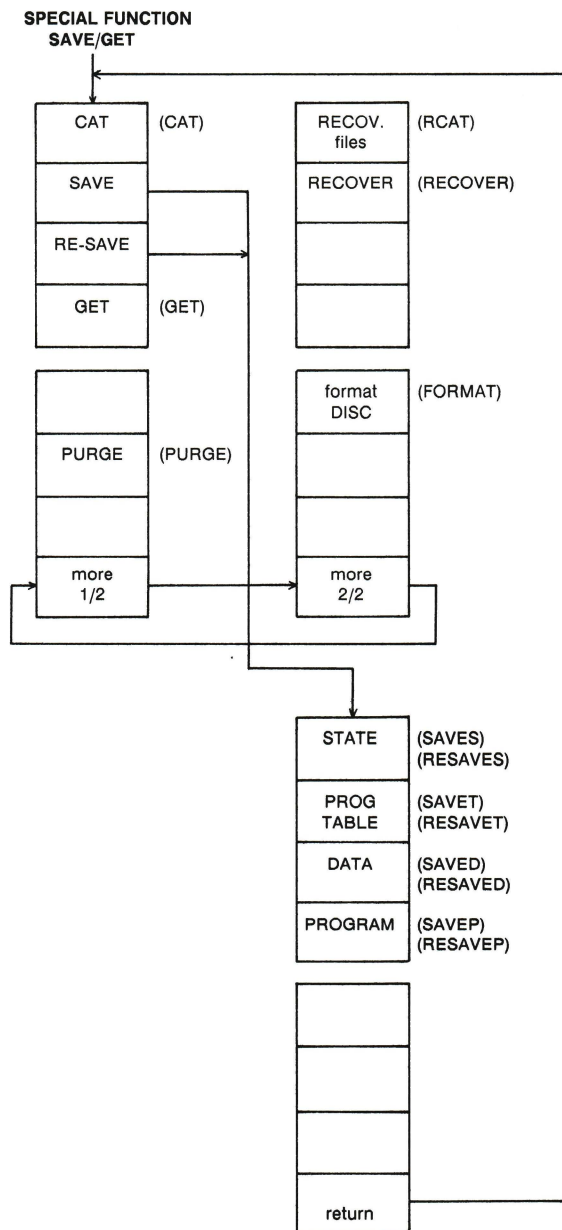 SPECIAL FUNCTION
SAVE/GET
CAT (CAT)
SAVE
RE-SAVE
GET (GET)
PURGE (PURGE)
more
1/2
RECOV. (RCAT)
files
RECOVER (RECOVER)
format (FORMAT)
DISC
more
2/2
STATE (SAVES)
(RESAVES)
PROG (SAVET)
TABLE (RESAVET)
DATA (SAVED)
(RESAVED)
PROGRAM (SAVEP)
(RESAVEP)
return